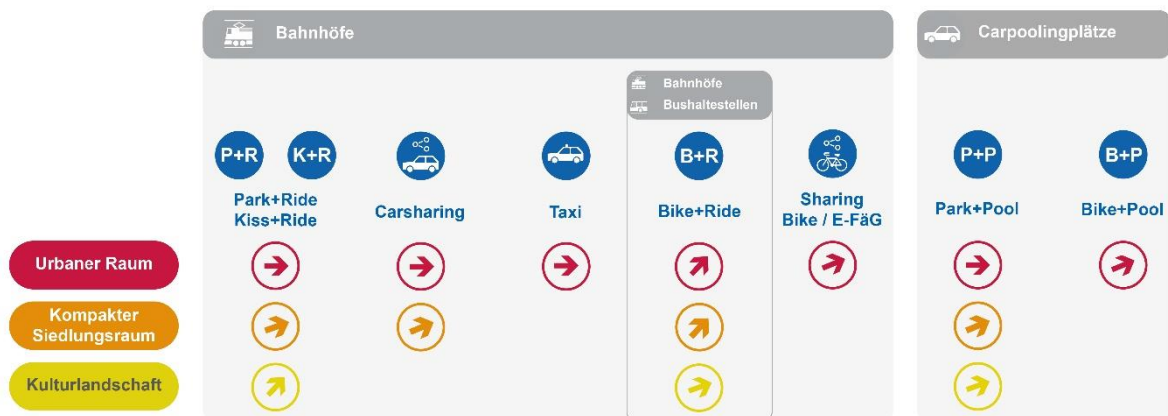 Bahnhöfe
Carpoolingplätze
Bahnhöfe
Bushaltestellen
P+R
K+R
B+R
P+P
B+P
Park+Ride
Kiss+Ride
Carsharing
Taxi
Bike+Ride
Sharing
Bike / E-FäG
Park+Pool
Bike+Pool
Urbaner Raum
Kompakter
Siedlungsraum
Kulturlandschaft